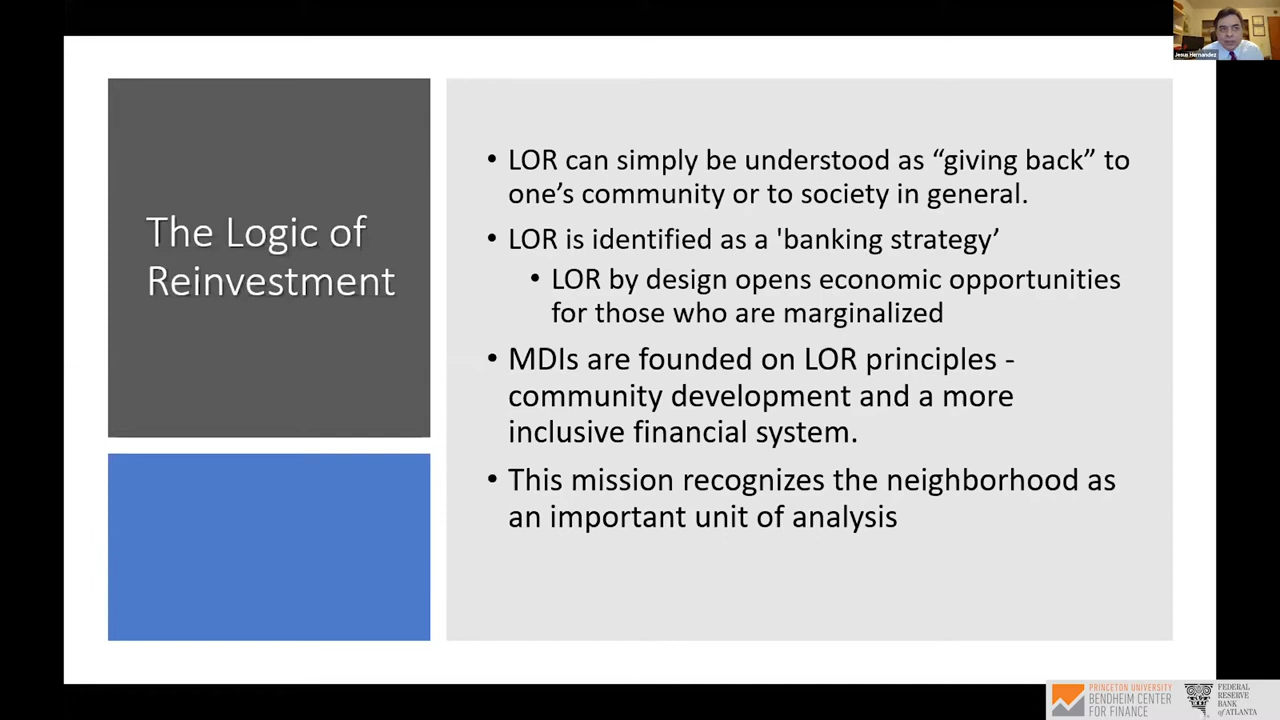 Jesus Hernandez
The Logic of
Reinvestment
• LOR can simply be understood as “giving back” to
one’s community or to society in general.
• LOR is identified as a 'banking strategy’
• LOR by design opens economic opportunities
for those who are marginalized
• MDIs are founded on LOR principles -
community development and a more
inclusive financial system.
• This mission recognizes the neighborhood as
an important unit of analysis
PRINCETON UNIVERSITY
BENDHEIM CENTER
FOR FINANCE
FEDERAL
RESERVE
BANK
of ATLANTA